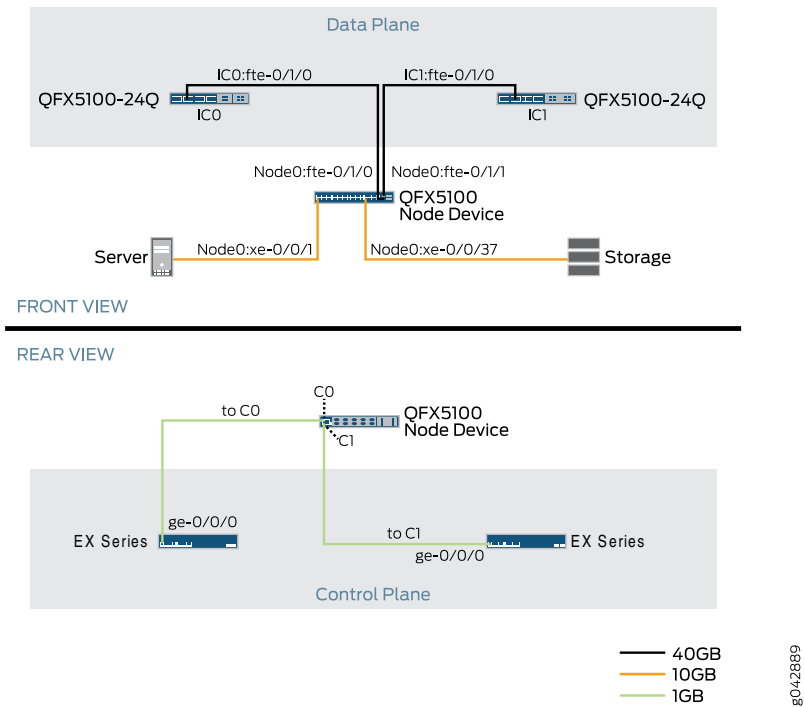 Data Plane
IC0:fte-0/1/0
IC1:fte-0/1/0
QFX5100-24Q
IC0
IC1
QFX5100-24Q
Node0:fte-0/1/0
Node0:fte-0/1/1
QFX5100
Node Device
Server
Node0:xe-0/0/1
Node0:xe-0/0/37
Storage
FRONT VIEW
REAR VIEW
C0
to C0
QFX5100
Node Device
C1
ge-0/0/0
EX Series
to C1
ge-0/0/0
EX Series
Control Plane
40GB
10GB
1GB
g042889